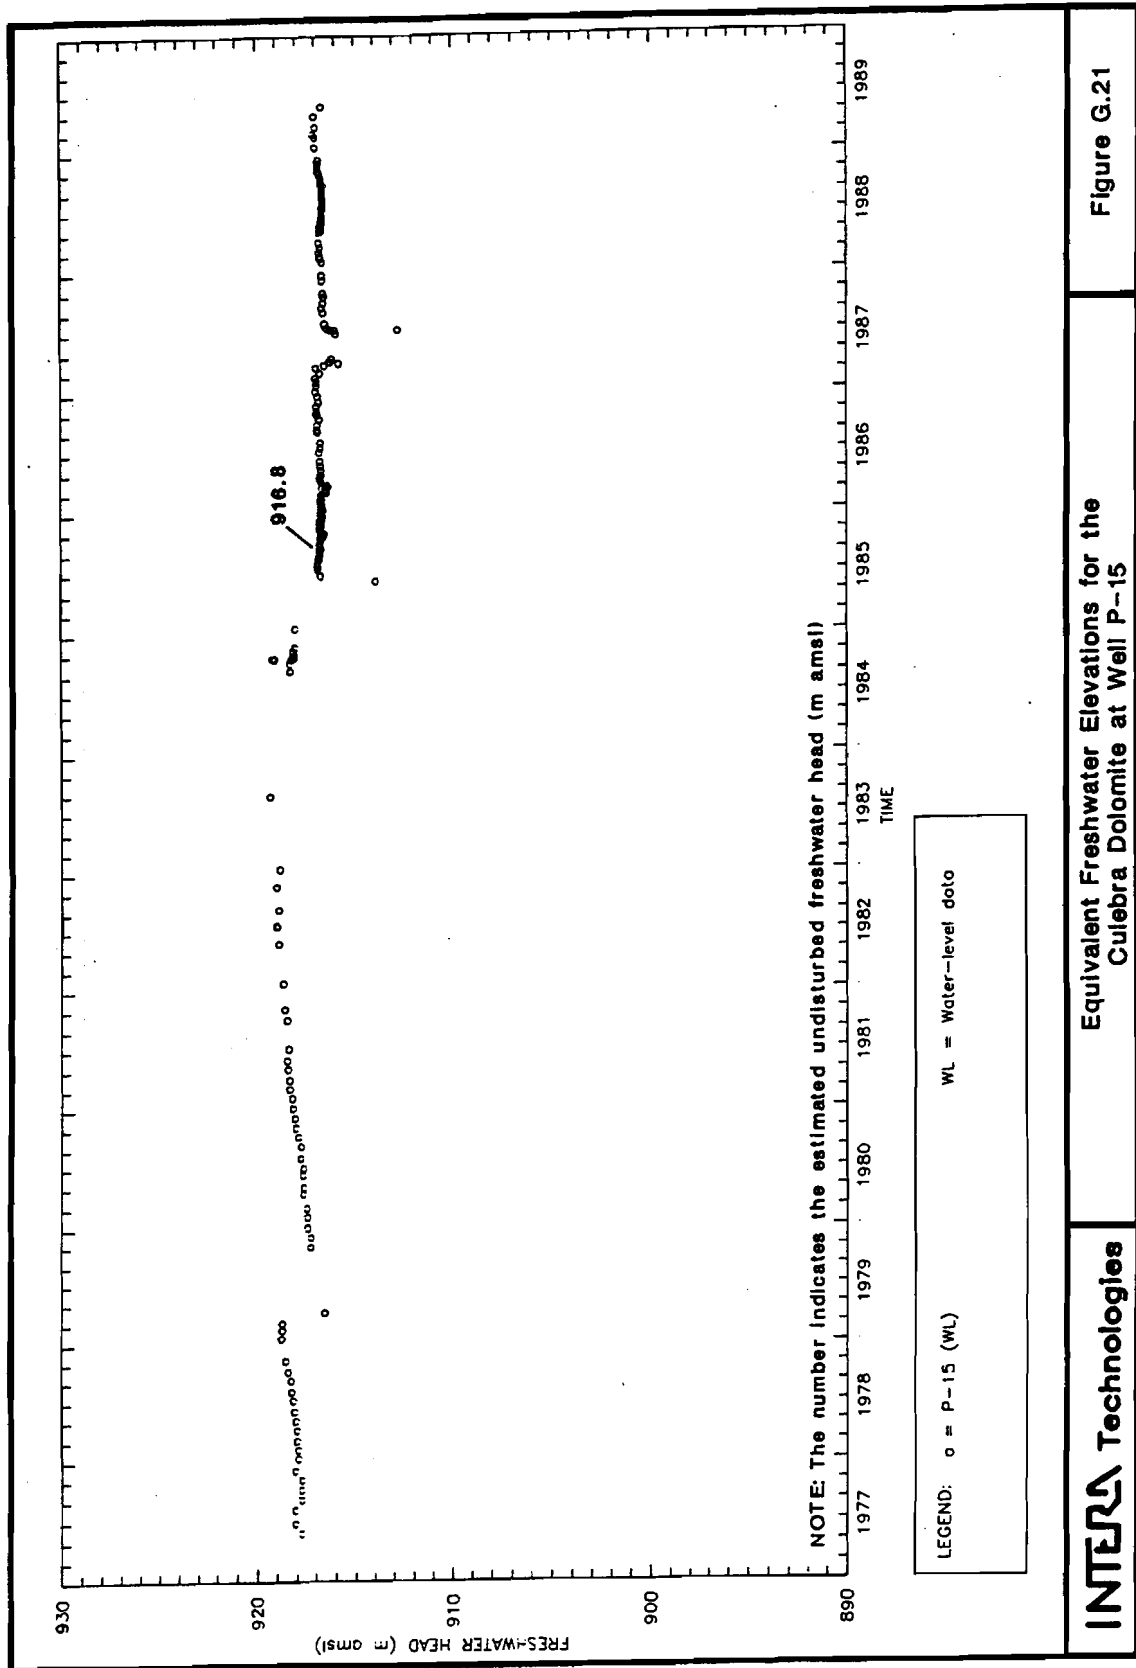 930
920
910
900
890
FRESHWATER HEAD (m amsl)
916.8
NOTE: The number indicates the estimated undisturbed freshwater head (m amsl)
1977
1978
1979
1980
1981
1982
1983
1984
1985
1986
1987
1988
1989
TIME
LEGEND: o = P-15 (WL)
WL = Water-level data
INTERA Technologies
Equivalent Freshwater Elevations for the
Culebra Dolomite at Well P-15
Figure G.21